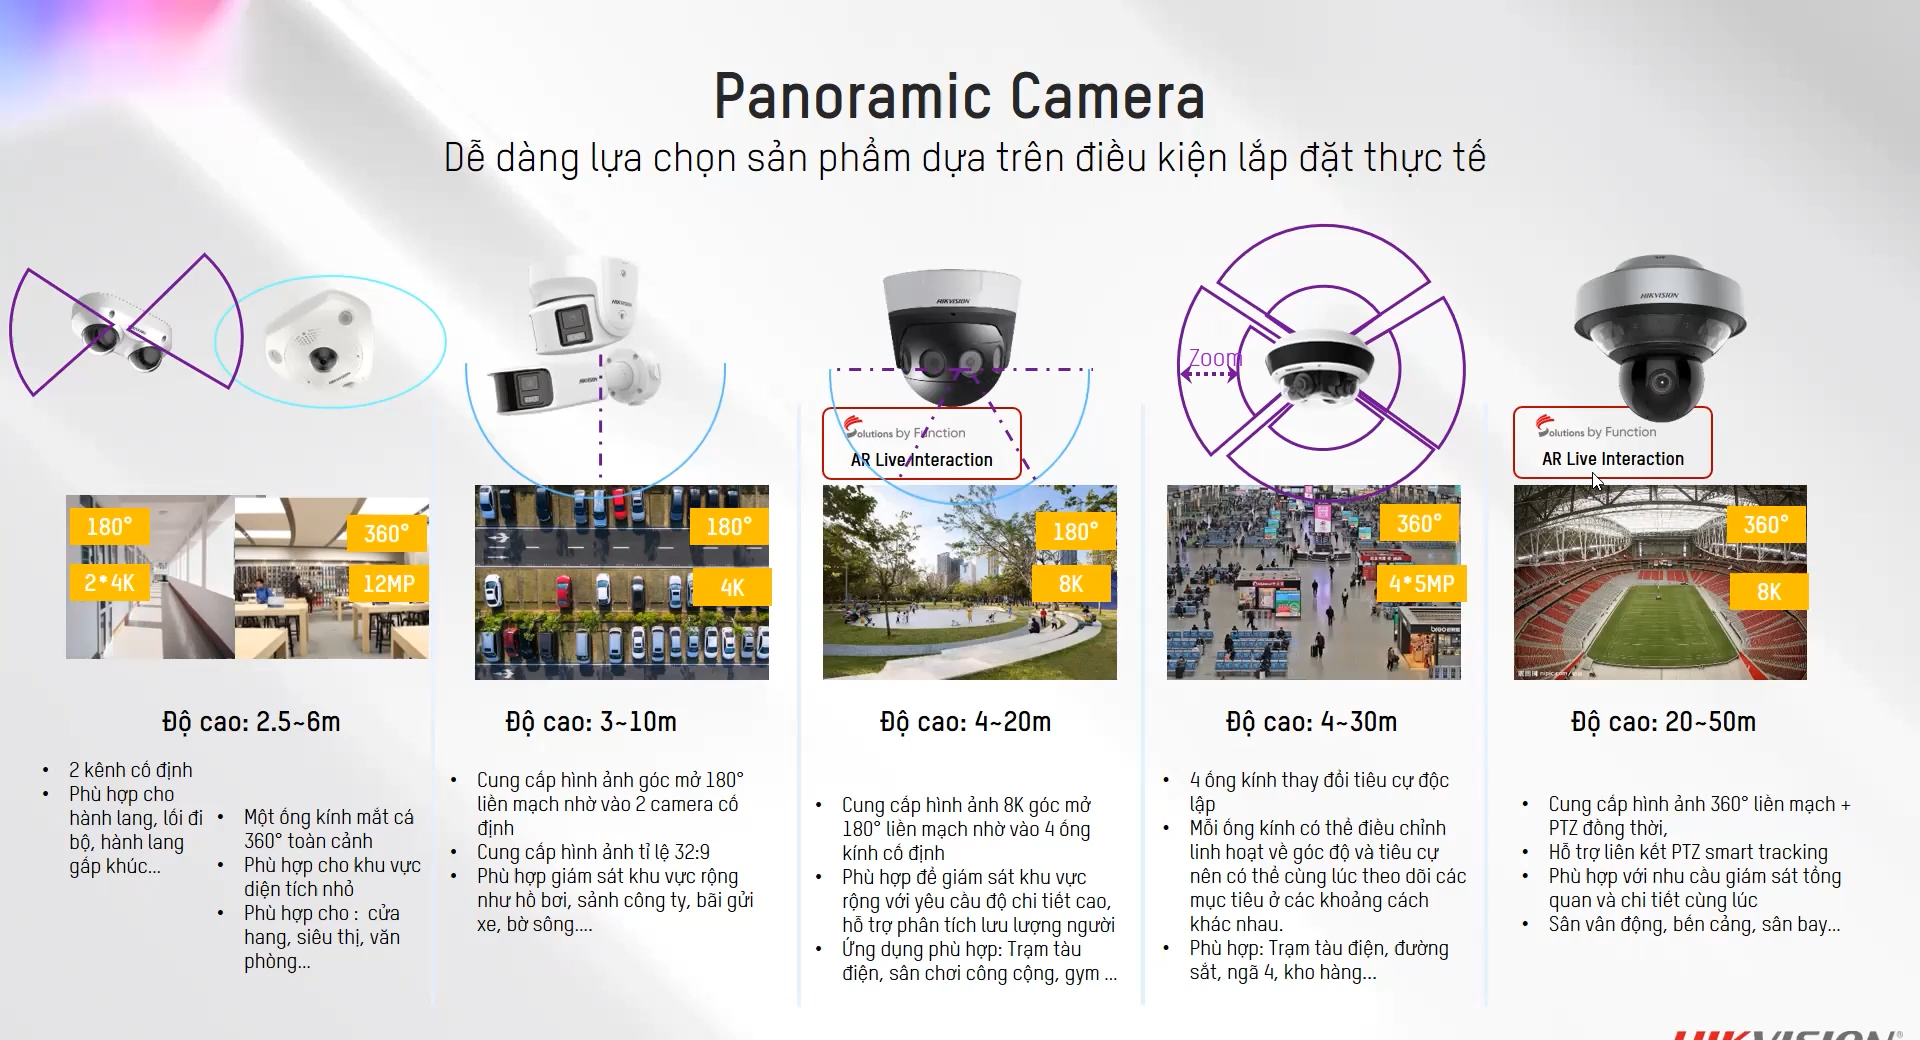 Panoramic Camera
Dễ dàng lựa chọn sản phẩm dựa trên điều kiện lắp đặt thực tế
HIKVISION
HIKVISION
HIKVISION
HIKVISION
Zoom
Solutions by Function
AR Live Interaction
Solutions by Function
AR Live Interaction
180°
2*4K
360°
12MP
180°
4K
180°
8K
360°
4*5MP
360°
8K
Độ cao: 2.5~6m
• 2 kênh cố định
• Phù hợp cho
hành lang, lối đi
bộ, hành lang
gấp khúc...
• Một ống kính mắt cá
360° toàn cảnh
• Phù hợp cho khu vực
diện tích nhỏ
• Phù hợp cho : cửa
hang, siêu thị, văn
phòng...
Độ cao: 3~10m
• Cung cấp hình ảnh góc mở 180°
liền mạch nhờ vào 2 camera cố
định
• Cung cấp hình ảnh tỉ lệ 32:9
• Phù hợp giám sát khu vực rộng
như hồ bơi, sảnh công ty, bãi gửi
xe, bờ sông....
Độ cao: 4~20m
• Cung cấp hình ảnh 8K góc mở
180° liền mạch nhờ vào 4 ống
kính cố định
• Phù hợp để giám sát khu vực
rộng với yêu cầu độ chi tiết cao,
hỗ trợ phân tích lưu lượng người
• Ứng dụng phù hợp: Trạm tàu
điện, sân chơi công cộng, gym ...
Độ cao: 4~30m
• 4 ống kính thay đổi tiêu cự độc
lập
• Mỗi ống kính có thể điều chỉnh
linh hoạt về góc độ và tiêu cự
nên có thể cùng lúc theo dõi các
mục tiêu ở các khoảng cách
khác nhau.
• Phù hợp: Trạm tàu điện, đường
sắt, ngã 4, kho hàng...
Độ cao: 20~50m
• Cung cấp hình ảnh 360° liền mạch +
PTZ đồng thời,
• Hỗ trợ liên kết PTZ smart tracking
• Phù hợp với nhu cầu giám sát tổng
quan và chi tiết cùng lúc
• Sân vân động, bến cảng, sân bay...
HIKVISION®